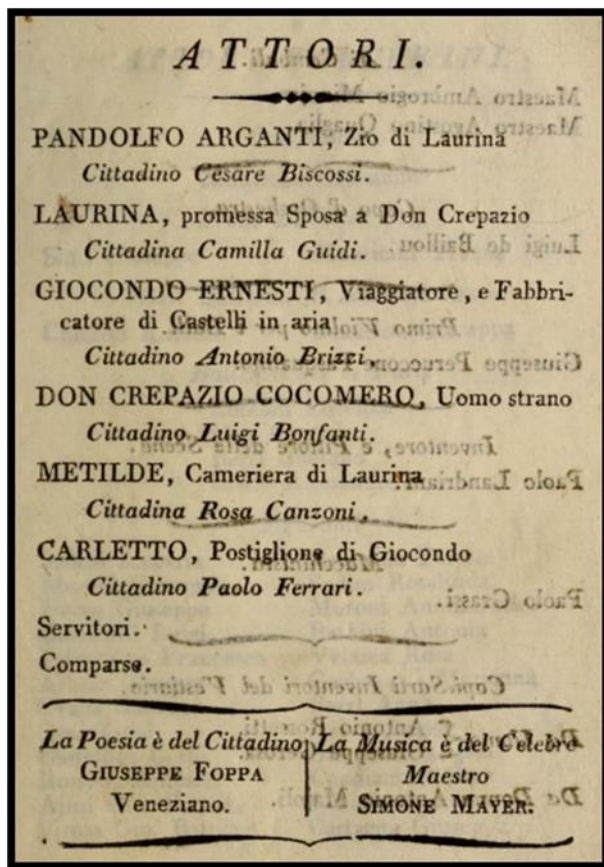 ATTORI.
PANDOLFO ARGANTI, Zio di Laurina
Cittadino Cesare Biscossi.
LAURINA, promessa Sposa a Don Crepazio
Cittadina Camilla Guidi.
GIOCONDO ERNESTI, Viaggiatore, e Fabbri-
catore di Castelli in aria
Cittadino Antonio Brizzi,
DON CREPAZIO COCOMERO, Uomo strano
Cittadino Luigi Bonfanti.
METILDE, Cameriera di Laurina
Cittadina Rosa Canzoni,
CARLETTO, Postiglione di Giocondo
Cittadino Paolo Ferrari.
Servitori.
Comparse.
La Poesia è del Cittadino
GIUSEPPE FOPPA
Veneziano.
La Musica è del Celebre
Maestro
SIMONE MAYER.